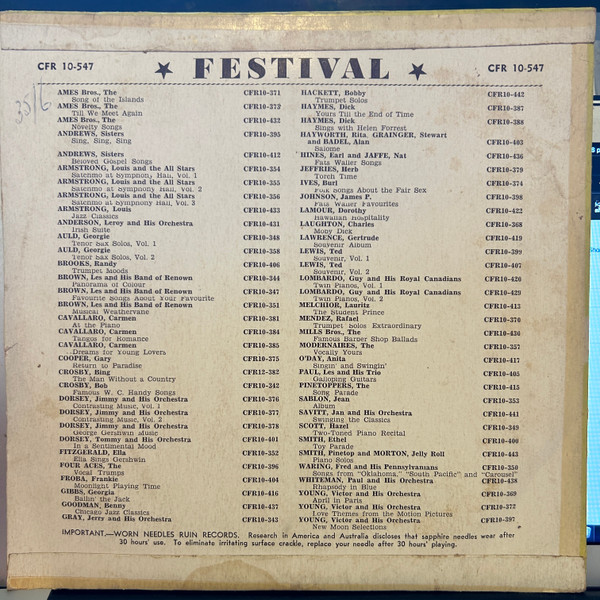 CFR 10-547
★ FESTIVAL ★
CFR 10-547
AMES Bros., The CFR10-371
Song of the Islands
AMES Bros., The CFR10-372
Till We Meet Again
AMES Bros., The CFR10-432
Novelty Songs
ANDREWS, Sisters CFR10-395
Sing, Sing, Sing
ANDREWS, Sisters CFR10-412
Beloved Gospel Songs
ARMSTRONG, Louis and the All Stars CFR10-354
Satchmo at Symphony Hall, Vol. 1
ARMSTRONG, Louis and the All Stars CFR10-355
Satchmo at Symphony Hall, Vol. 2
ARMSTRONG, Louis and the All Stars CFR10-356
Satchmo at Symphony Hall, Vol. 3
ARMSTRONG, Louis CFR10-433
Jazz Classics
ANDERSON, Leroy and His Orchestra CFR10-431
Irish Suite
AULD, Georgie CFR10-348
Tenor Sax Solos, Vol. 1
AULD, Georgie CFR10-358
Tenor Sax Solos, Vol. 2
BROOKS, Randy CFR10-406
Trumpet Moods
BROWN, Les and His Band of Renown CFR10-344
Panorama of Colour
BROWN, Les and His Band of Renown CFR10-347
Favourite Songs About Your Favourite
BROWN, Les and His Band of Renown CFR10-351
Musical Weathervane
CAVALLARO, Carmen CFR10-381
At the Piano
CAVALLARO, Carmen CFR10-384
Tangos for Romance
CAVALLARO, Carmen CFR10-385
Dreams for Young Lovers
COOPER, Gary CFR10-375
Return to Paradise
CROSBY, Bing CFR12-382
The Man Without a Country
CROSBY, Bob CFR10-342
Famous W. C. Handy Songs
DORSEY, Jimmy and His Orchestra CFR10-376
Contrasting Music, Vol. 1
DORSEY, Jimmy and His Orchestra CFR10-377
Contrasting Music, Vol. 2
DORSEY, Jimmy and His Orchestra CFR10-378
George Gershwin Music
DORSEY, Tommy and His Orchestra CFR10-401
In a Sentimental Mood
FITZGERALD, Ella CFR10-352
Ella Sings Gershwin
FOUR ACES, The CFR10-396
Vocal Trumps
FROBA, Frankie CFR10-404
Moonlight Playing Time
GIBBS, Georgia CFR10-416
Ballin' the Jack
GOODMAN, Benny CFR10-437
Chicago Jazz Classics
GRAY, Jerry and His Orchestra CFR10-343
HACKETT, Bobby CFR10-442
Trumpet Solos
HAYMES, Dick CFR10-387
Yours Till the End of Time
HAYMES, Dick CFR10-388
Sings with Helen Forrest
HAYWORTH, Rita, GRAINGER, Stewart
and BADEL, Alan CFR10-403
Salome
HINES, Earl and JAFFE, Nat CFR10-436
Fats Waller Songs
JEFFRIES, Herb CFR10-379
Torch Time
IVES, Burl CFR10-374
Folk Songs About the Fair Sex
JOHNSON, James P. CFR10-398
Fats Waller Favourites
LAMOUR, Dorothy CFR10-422
Hawaiian Hospitality
LAUGHTON, Charles CFR10-368
Moby Dick
LAWRENCE, Gertrude CFR10-419
Souvenir Album
LEWIS, Ted CFR10-399
Souvenir, Vol. 1
LEWIS, Ted CFR10-407
Souvenir, Vol. 2
LOMBARDO, Guy and His Royal Canadians CFR10-420
Twin Pianos, Vol. 1
LOMBARDO, Guy and His Royal Canadians CFR10-429
Twin Pianos, Vol. 2
MELCHIOR, Lauritz CFR10-413
The Student Prince
MENDEZ, Rafael CFR10-370
Trumpet Solos Extraordinary
MILLS Bros., The CFR10-430
Famous Barber Shop Ballads
MODERNAIRES, The CFR10-357
Vocally Yours
O'DAY, Anita CFR10-417
Singin' and Swingin'
PAUL, Les and His Trio CFR10-405
Galloping Guitars
PINETOPPERS, The CFR10-415
Song Parade
SABLON, Jean CFR10-353
Album
SAVITT, Jan and His Orchestra CFR10-441
Swinging the Classics
SCOTT, Hazel CFR10-349
Two-Toned Piano Recital
SMITH, Ethel CFR10-400
Toy Parade
SMITH, Pinetop and MORTON, Jelly Roll CFR10-443
Piano Solos
WARING, Fred and His Pennsylvamans CFR10-350
Songs from "Oklahoma," "South Pacific" and "Carousel"
WHITEMAN, Paul and His Orchestra CFR10-438
Rhapsody in Blue
YOUNG, Victor and His Orchestra CFR10-369
April in Paris
YOUNG, Victor and His Orchestra CFR10-373
Love Themes from the Motion Pictures
YOUNG, Victor and His Orchestra CFR10-397
New Moon Selections
IMPORTANT.—WORN NEEDLES RUIN RECORDS. Research in America and Australia discloses that sapphire needles wear after
30 hours' use. To eliminate irritating surface crackle, replace your needle after 30 hours' playing.